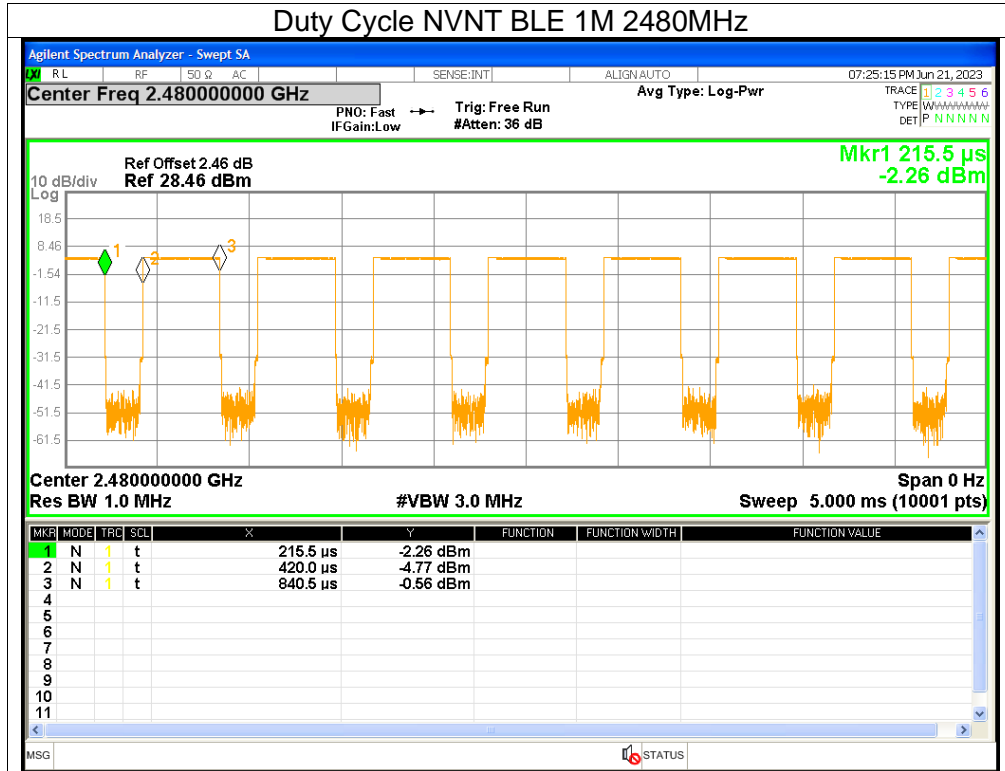 Duty Cycle NVNT BLE 1M 2480MHz
Agilent Spectrum Analyzer - Swept SA
LXI RL RF 50 Ω AC SENSE:INT ALIGN AUTO 07:25:15 PM Jun 21, 2023
Center Freq 2.480000000 GHz Avg Type: Log-Pwr TRACE 1 2 3 4 5 6
PNO: Fast Trig: Free Run TYPE
IFGain:Low #Atten: 36 dB DET P N N N N N
Mkr1 215.5 µs
Ref Offset 2.46 dB
10 dB/div Ref 28.46 dBm -2.26 dBm
Log
18.5
8.46
-1.54
-11.5
-21.5
-31.5
-41.5
-51.5
-61.5
1
2
3
Center 2.480000000 GHz Span 0 Hz
Res BW 1.0 MHz #VBW 3.0 MHz Sweep 5.000 ms (10001 pts)
MKR MODE TRC SCL X Y FUNCTION FUNCTION WIDTH FUNCTION VALUE
1 N 1 t 215.5 µs -2.26 dBm
2 N 1 t 420.0 µs -4.77 dBm
3 N 1 t 840.5 µs -0.56 dBm
4
5
6
7
8
9
10
11
MSG STATUS